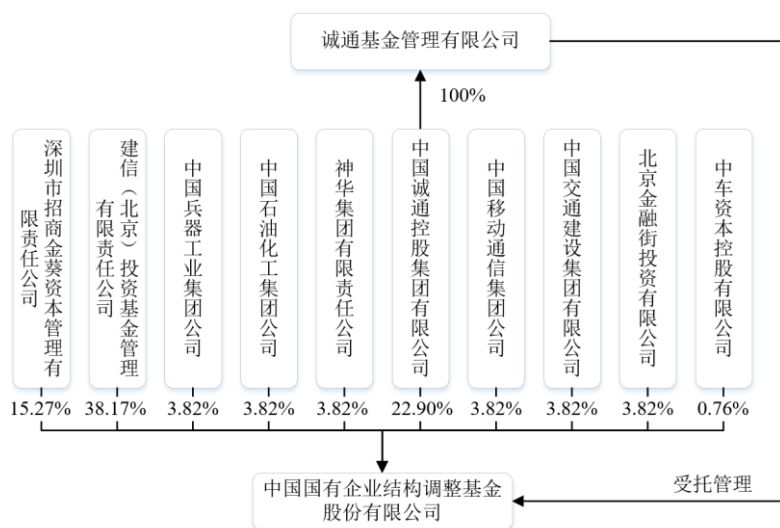 诚通基金管理有限公司
100%
深圳市招商金葵资本管理有
限责任公司
建信（北京）投资基金管理
有限责任公司
中国兵器工业集团公司
中国石油化工集团公司
神华集团有限责任公司
中国诚通控股集团有限公司
中国移动通信集团公司
中国交通建设集团有限公司
北京金融街投资有限公司
中车资本控股有限公司
15.27% 38.17% 3.82% 3.82% 3.82% 22.90% 3.82% 3.82% 3.82% 0.76%
中国国有企业结构调整基金
股份有限公司
受托管理